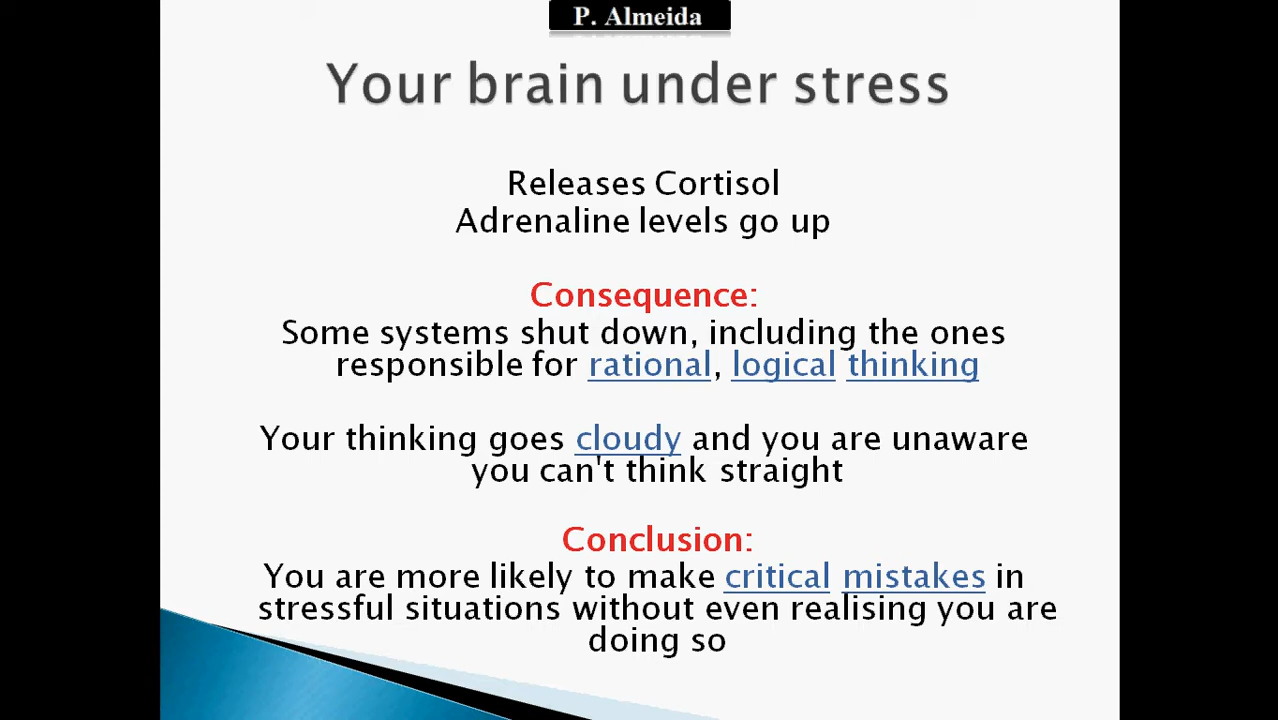 P. Almeida
Your brain under stress
Releases Cortisol
Adrenaline levels go up
Consequence:
Some systems shut down, including the ones
responsible for rational, logical thinking
Your thinking goes cloudy and you are unaware
you can't think straight
Conclusion:
You are more likely to make critical mistakes in
stressful situations without even realising you are
doing so